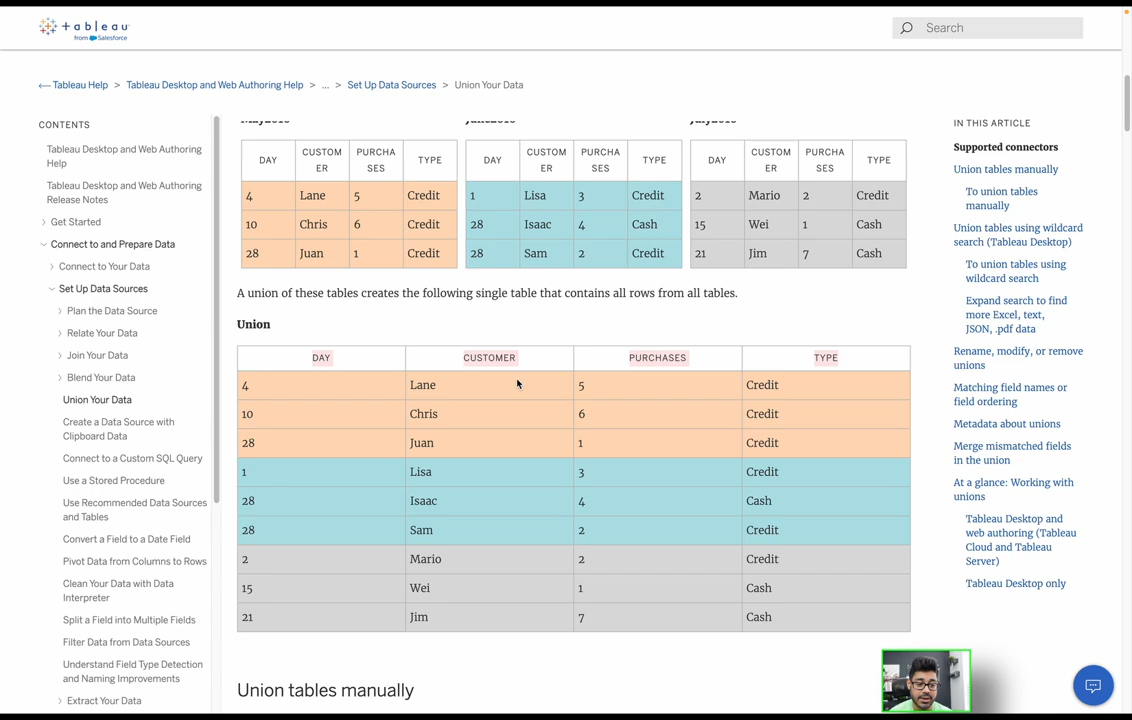 tableau
from Salesforce
Search
Tableau Help > Tableau Desktop and Web Authoring Help > ... > Set Up Data Sources > Union Your Data
CONTENTS
Tableau Desktop and Web Authoring
Help
Tableau Desktop and Web Authoring
Release Notes
Get Started
Connect to and Prepare Data
Connect to Your Data
Set Up Data Sources
Plan the Data Source
Relate Your Data
Join Your Data
Blend Your Data
Union Your Data
Create a Data Source with
Clipboard Data
Connect to a Custom SQL Query
Use a Stored Procedure
Use Recommended Data Sources
and Tables
Convert a Field to a Date Field
Pivot Data from Columns to Rows
Clean Your Data with Data
Interpreter
Split a Field into Multiple Fields
Filter Data from Data Sources
Understand Field Type Detection
and Naming Improvements
Extract Your Data
DAY CUSTOM PURCHA TYPE DAY CUSTOM PURCHA TYPE DAY CUSTOM PURCHA TYPE
ER SES ER SES ER SES
4 Lane 5 Credit 1 Lisa 3 Credit 2 Mario 2 Credit
10 Chris 6 Credit 28 Isaac 4 Cash 15 Wei 1 Cash
28 Juan 1 Credit 28 Sam 2 Credit 21 Jim 7 Cash
A union of these tables creates the following single table that contains all rows from all tables.
Union
DAY CUSTOMER PURCHASES TYPE
4 Lane 5 Credit
10 Chris 6 Credit
28 Juan 1 Credit
1 Lisa 3 Credit
28 Isaac 4 Cash
28 Sam 2 Credit
2 Mario 2 Credit
15 Wei 1 Cash
21 Jim 7 Cash
Union tables manually
IN THIS ARTICLE
Supported connectors
Union tables manually
To union tables
manually
Union tables using wildcard
search (Tableau Desktop)
To union tables using
wildcard search
Expand search to find
more Excel, text,
JSON, .pdf data
Rename, modify, or remove
unions
Matching field names or
field ordering
Metadata about unions
Merge mismatched fields
in the union
At a glance: Working with
unions
Tableau Desktop and
web authoring (Tableau
Cloud and Tableau
Server)
Tableau Desktop only